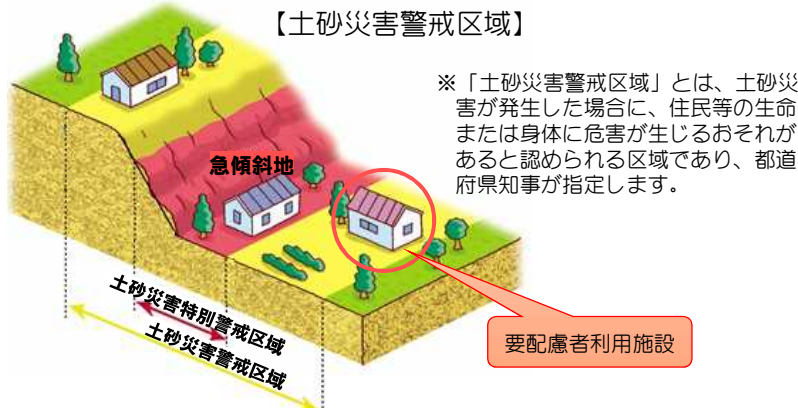 【土砂災害警戒区域】
※「土砂災害警戒区域」とは、土砂災
害が発生した場合に、住民等の生命
または身体に危害が生じるおそれが
あると認められる区域であり、都道
府県知事が指定します。
急傾斜地
土砂災害特別警戒区域
土砂災害警戒区域
要配慮者利用施設